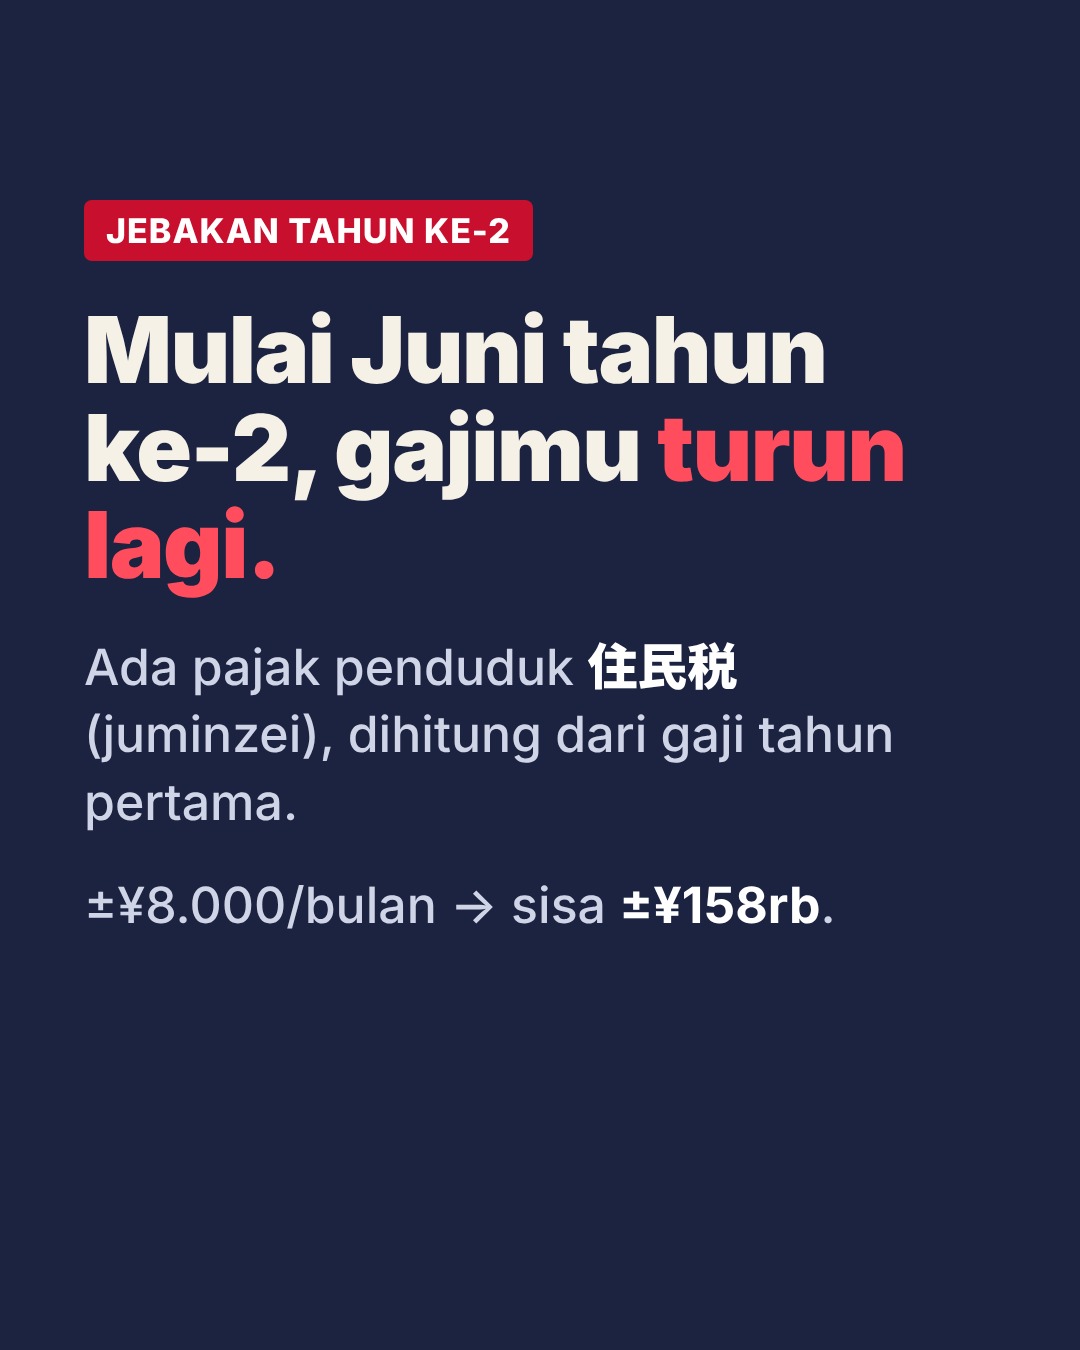 JEBAKAN TAHUN KE-2
Mulai Juni tahun
ke-2, gajimu turun
lagi.
Ada pajak penduduk 住民税
(juminzei), dihitung dari gaji tahun
pertama.
±¥8.000/bulan → sisa ±¥158rb.